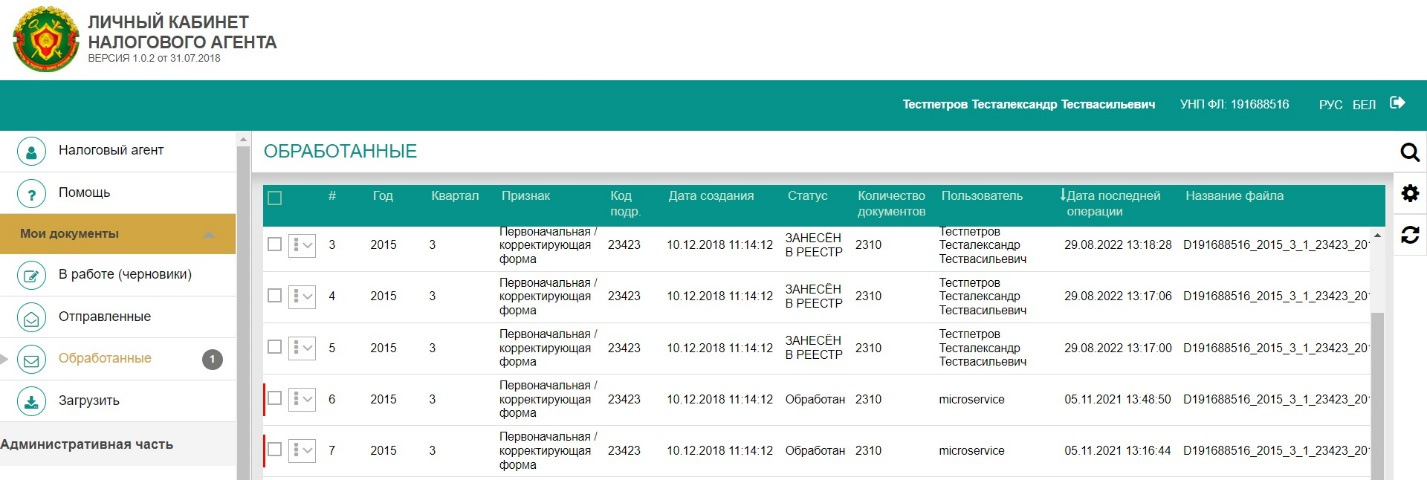 ЛИЧНЫЙ КАБИНЕТ
НАЛОГОВОГО АГЕНТА
ВЕРСИЯ 1.0.2 от 31.07.2018
Тестпетров Тесталександр Тествасильевич УНП ФЛ: 191688516 РУС БЕЛ
Налоговый агент
Помощь
Мои документы
В работе (черновики)
Отправленные
Обработанные 1
Загрузить
Административная часть
ОБРАБОТАННЫЕ
# Год Квартал Признак Код подр. Дата создания Статус Количество документов Пользователь ↓Дата последней операции Название файла
3 2015 3 Первоначальная / корректирующая форма 23423 10.12.2018 11:14:12 ЗАНЕСЁН В РЕЕСТР 2310 Тестпетров Тесталександр Тествасильевич 29.08.2022 13:18:28 D191688516_2015_3_1_23423_20
4 2015 3 Первоначальная / корректирующая форма 23423 10.12.2018 11:14:12 ЗАНЕСЁН В РЕЕСТР 2310 Тестпетров Тесталександр Тествасильевич 29.08.2022 13:17:06 D191688516_2015_3_1_23423_20
5 2015 3 Первоначальная / корректирующая форма 23423 10.12.2018 11:14:12 ЗАНЕСЁН В РЕЕСТР 2310 Тестпетров Тесталександр Тествасильевич 29.08.2022 13:17:00 D191688516_2015_3_1_23423_20
6 2015 3 Первоначальная / корректирующая форма 23423 10.12.2018 11:14:12 Обработан 2310 microservice 05.11.2021 13:48:50 D191688516_2015_3_1_23423_20
7 2015 3 Первоначальная / корректирующая форма 23423 10.12.2018 11:14:12 Обработан 2310 microservice 05.11.2021 13:16:44 D191688516_2015_3_1_23423_20